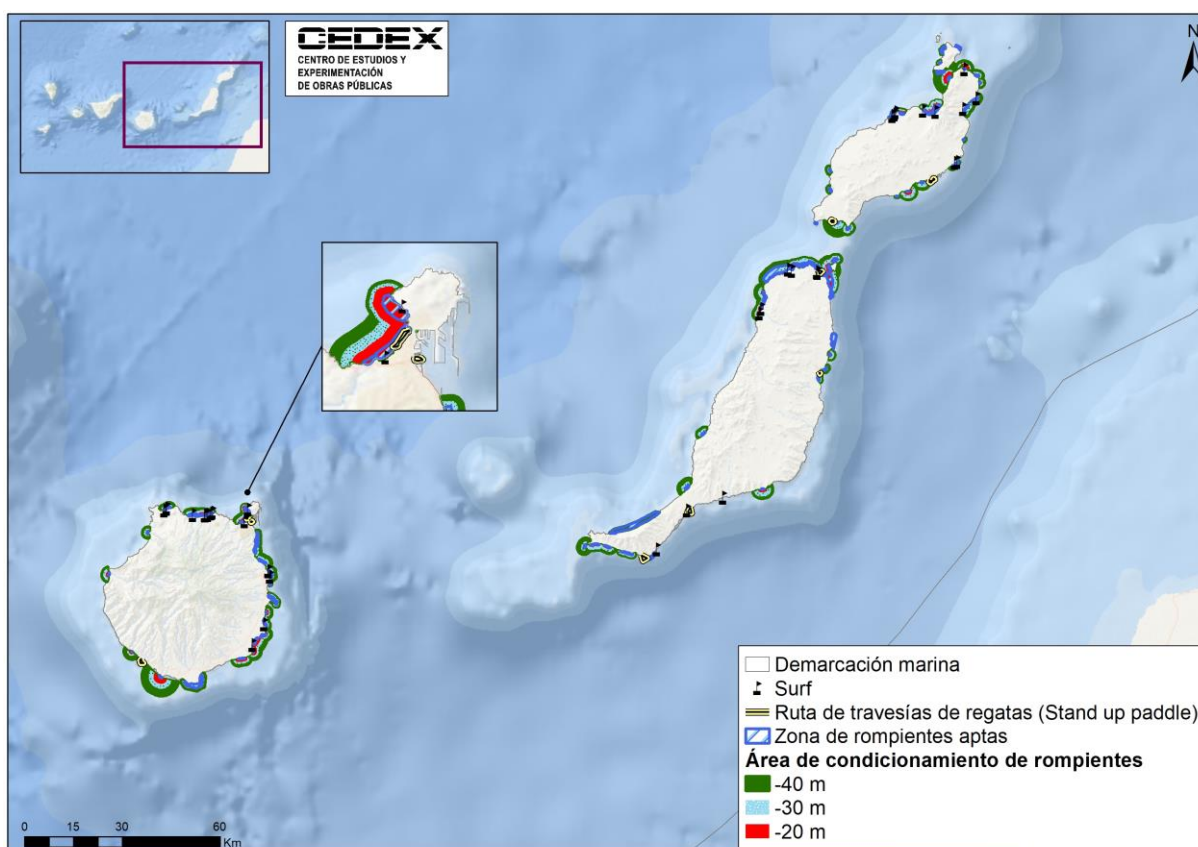 CEDEX
CENTRO DE ESTUDIOS Y
EXPERIMENTACIÓN
DE OBRAS PÚBLICAS
N
Demarcación marina
Surf
Ruta de travesías de regatas (Stand up paddle)
Zona de rompientes aptas
Área de condicionamiento de rompientes
-40 m
-30 m
-20 m
0 15 30 60
Km